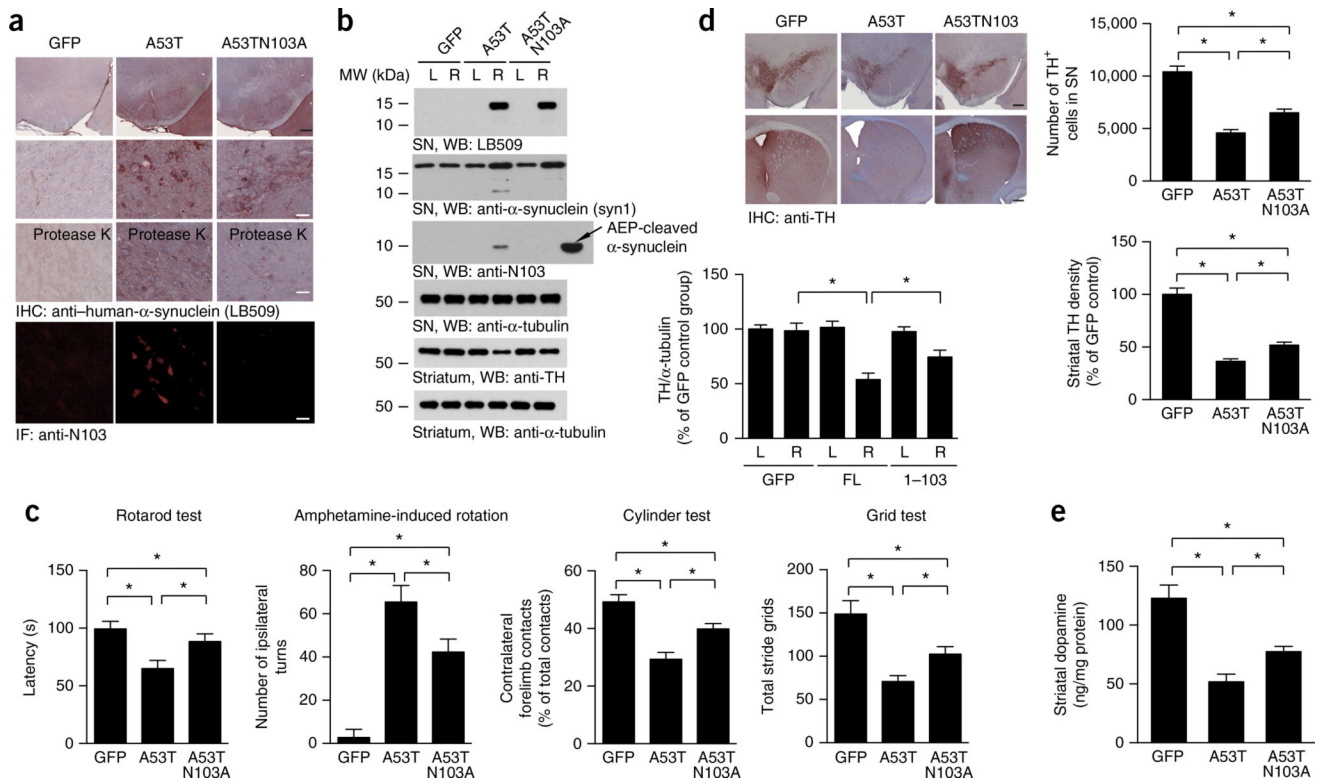 a
GFP A53T A53TN103A
Protease K Protease K Protease K
IHC: anti–human-α-synuclein (LB509)
IF: anti-N103
b
GFP A53T A53T N103A
MW (kDa) L R L R L R
15
10
SN, WB: LB509
15
10
SN, WB: anti-α-synuclein (syn1)
AEP-cleaved
α-synuclein
10
SN, WB: anti-N103
50
SN, WB: anti-α-tubulin
50
Striatum, WB: anti-TH
50
Striatum, WB: anti-α-tubulin
d
GFP A53T A53TN103
IHC: anti-TH
TH/α-tubulin
(% of GFP control group)
150
100
50
0
* *
L R L R L R
GFP FL 1–103
Number of TH+
cells in SN
15,000
10,000
5,000
0
*
* *
GFP A53T A53T
N103A
Striatal TH density
(% of GFP control)
150
100
50
0
*
* *
GFP A53T A53T
N103A
c
Rotarod test
Latency (s)
150
100
50
0
*
* *
GFP A53T A53T
N103A
Amphetamine-induced rotation
Number of ipsilateral
turns
80
60
40
20
0
*
* *
GFP A53T A53T
N103A
Cylinder test
Contralateral
forelimb contacts
(% of total contacts)
60
40
20
0
*
* *
GFP A53T A53T
N103A
Grid test
Total stride grids
200
150
100
50
0
*
* *
GFP A53T A53T
N103A
e
Striatal dopamine
(ng/mg protein)
150
100
50
0
*
* *
GFP A53T A53T
N103A